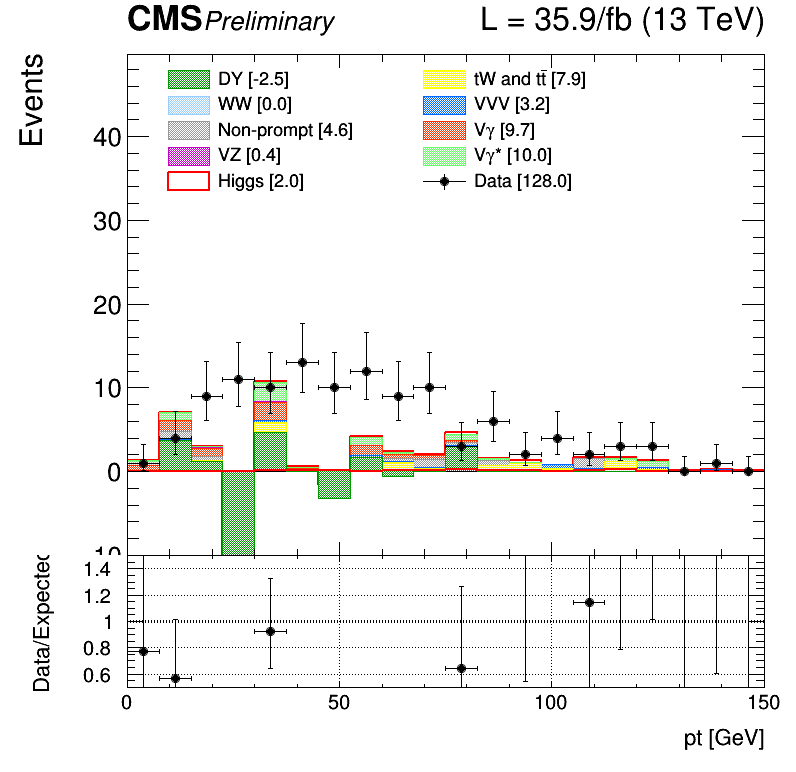 CMS Preliminary L = 35.9/fb (13 TeV)
Events
DY [-2.5]
tW and tt̄ [7.9]
WW [0.0]
VVV [3.2]
Non-prompt [4.6]
Vγ [9.7]
VZ [0.4]
Vγ* [10.0]
Higgs [2.0]
Data [128.0]
40
30
20
10
0
10
Data/Expected
1.4
1.2
1
0.8
0.6
0 50 100 150
pt [GeV]